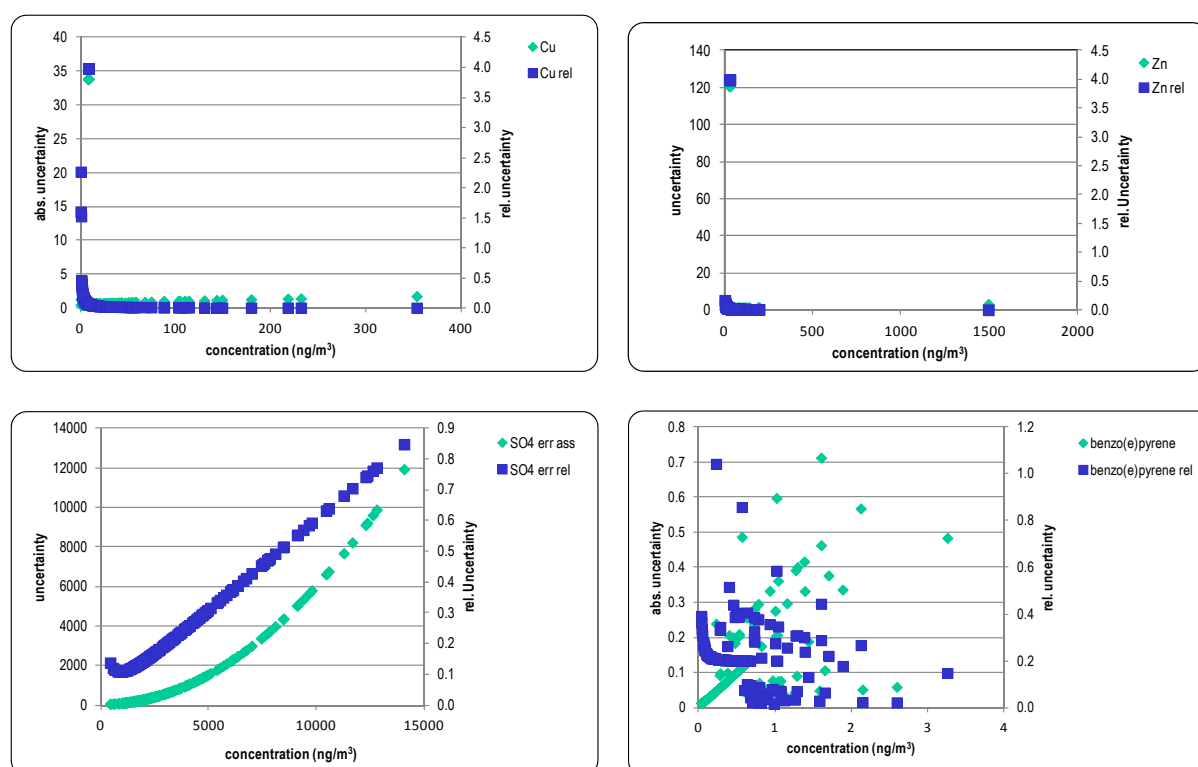 40
35
30
25
20
15
10
5
0
abs. uncertainty
4.5
4.0
3.5
3.0
2.5
2.0
1.5
1.0
0.5
0.0
rel. uncertainty
0 100 200 300 400
concentration (ng/m³)
Cu
Cu rel
140
120
100
80
60
40
20
0
uncertainty
4.5
4.0
3.5
3.0
2.5
2.0
1.5
1.0
0.5
0.0
rel. Uncertainty
0 500 1000 1500 2000
concentration (ng/m³)
Zn
Zn rel
14000
12000
10000
8000
6000
4000
2000
0
uncertainty
0.9
0.8
0.7
0.6
0.5
0.4
0.3
0.2
0.1
0.0
rel. Uncertainty
0 5000 10000 15000
concentration (ng/m³)
SO4 err ass
SO4 err rel
0.8
0.7
0.6
0.5
0.4
0.3
0.2
0.1
0
abs. uncertainty
1.2
1.0
0.8
0.6
0.4
0.2
0.0
rel. uncertainty
0 1 2 3 4
concentration (ng/m³)
benzo(e)pyrene
benzo(e)pyrene rel